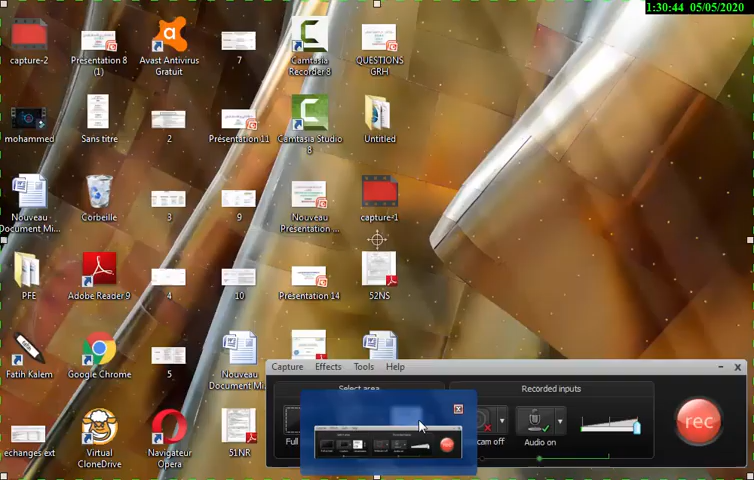 1:30:44 05/05/2020
capture-2
Presentation 8
(1)
Avast Antivirus
Gratuit
7
Camtasia
Recorder 8
QUESTIONS
GRH
mohammed
Sans titre
2
Présentation11
Camtasia Studio
8
Untitled
Nouveau
Document Mi...
Corbeille
3
9
Nouveau
Présentation ...
capture-1
PFE
Adobe Reader 9
4
10
Presentation 14
52NS
Fatih Kalem
Google Chrome
5
Nouveau
Document Mi...
echanges ext
Virtual
CloneDrive
Opera
Navigateur
51NR
Capture Effects Tools Help
- x
Select area
Recorded inputs
Full
cam off
Audio on
rec